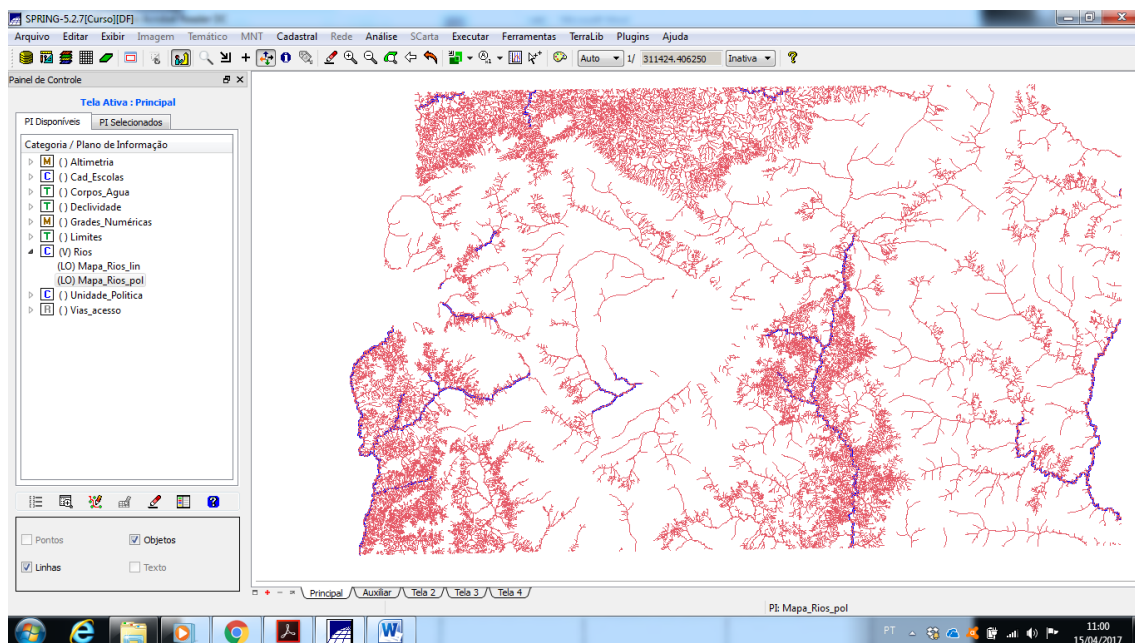 SPRING-5.2.7[Curso][DF]
Arquivo Editar Exibir Imagem Temático MNT Cadastral Rede Análise SCarta Executar Ferramentas TerraLib Plugins Ajuda
Auto 1/ 311424.406250 Inativa
Painel de Controle
Tela Ativa : Principal
PI Disponíveis PI Selecionados
Categoria / Plano de Informação
M ( ) Altimetria
C ( ) Cad_Escolas
T ( ) Corpos_Agua
T ( ) Declividade
M ( ) Grades_Numéricas
T ( ) Limites
C (V) Rios
(LO) Mapa_Rios_lin
(LO) Mapa_Rios_pol
C ( ) Unidade_Politica
R ( ) Vias_acesso
Pontos Objetos
Linhas Texto
Principal Auxiliar Tela 2 Tela 3 Tela 4
PI: Mapa_Rios_pol
PT
11:00
15/04/2017